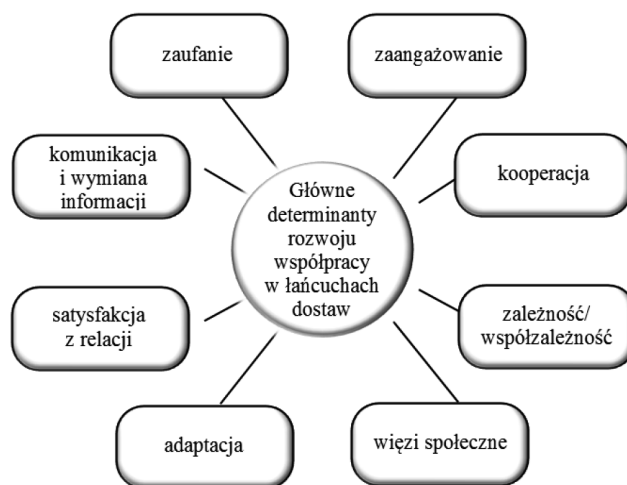 zaufanie
zaangażowanie
komunikacja
i wymiana
informacji
kooperacja
Główne
determinanty
rozwoju
współpracy
w łańcuchach
dostaw
satysfakcja
z relacji
zależność/
współzależność
adaptacja
więzi społeczne